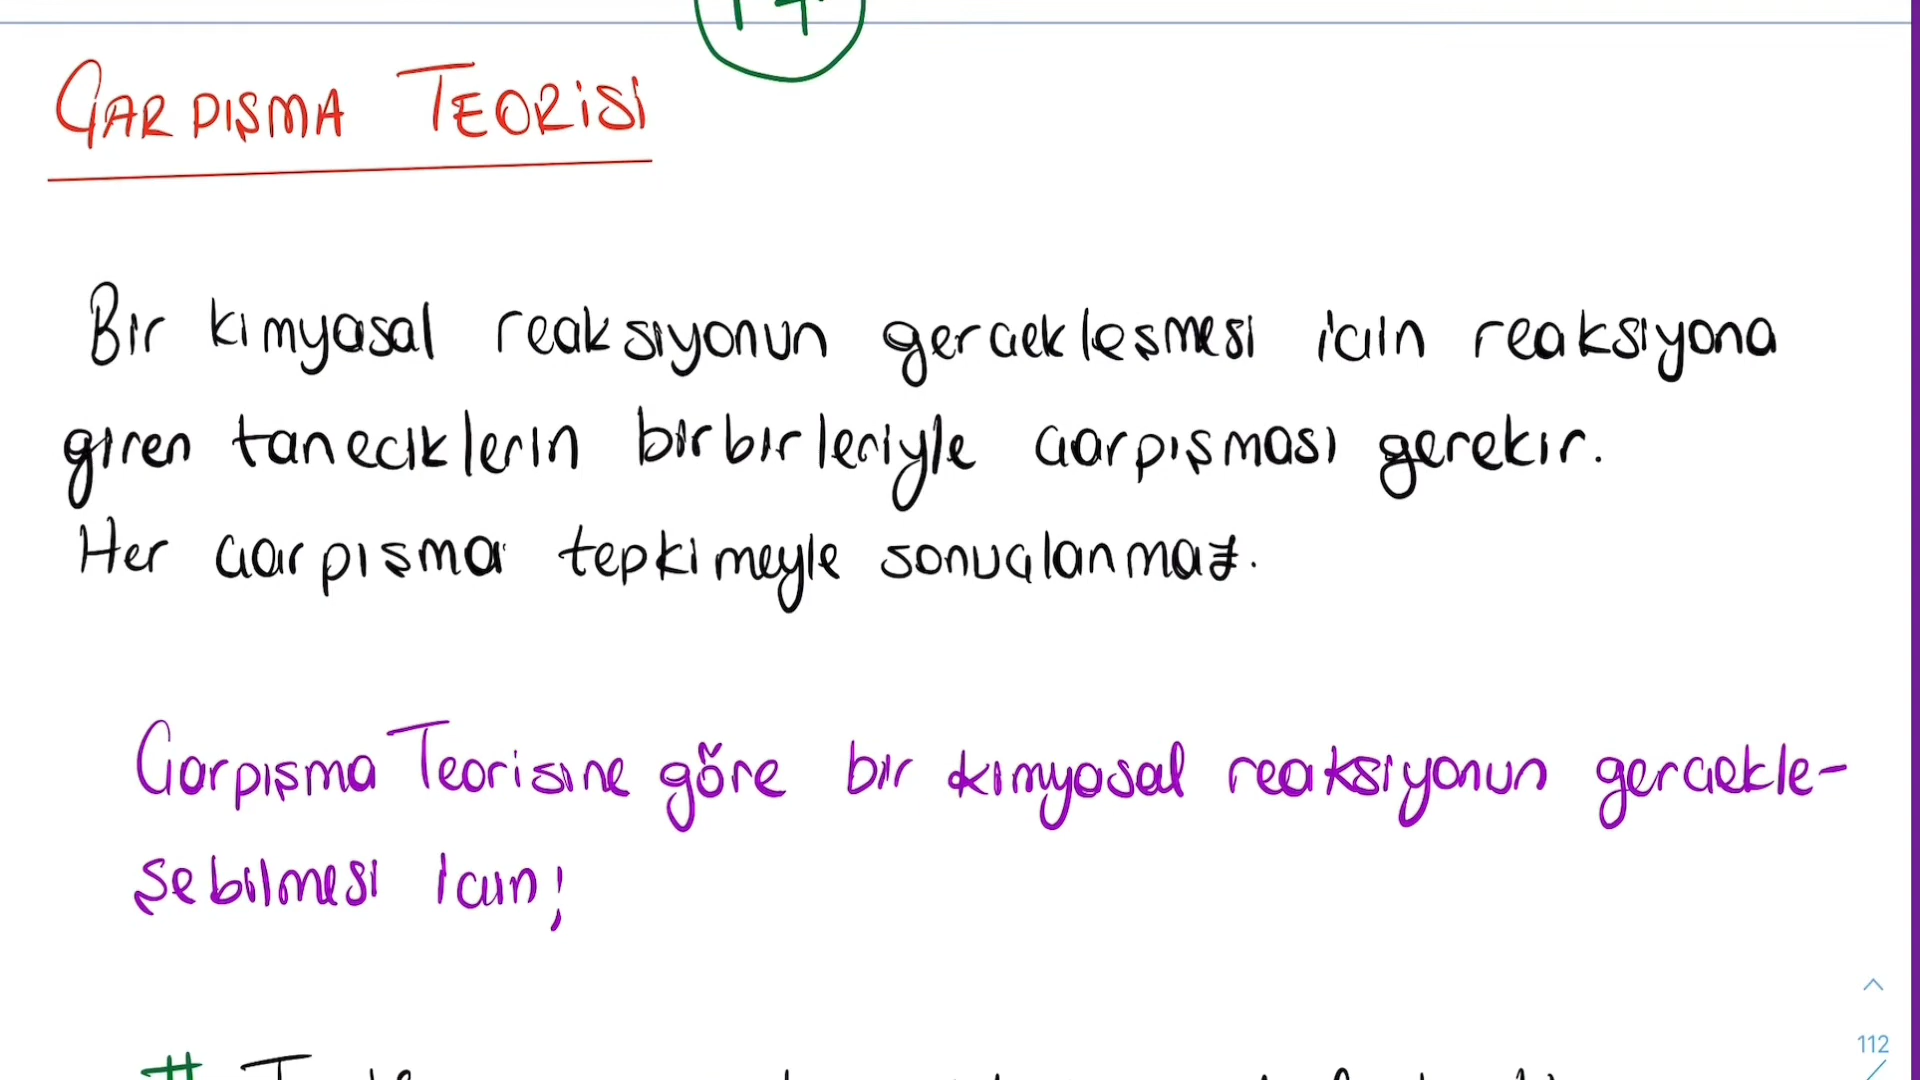 ÇARPIŞMA TEORİSİ
Bir kimyasal reaksiyonun gerçekleşmesi için reaksiyona
giren taneciklerin birbirleriyle çarpışması gerekir.
Her çarpışma tepkimeyle sonuçlanmaz.
Çarpışma Teorisine göre bir kimyasal reaksiyonun gerçekle-
şebilmesi için;
112